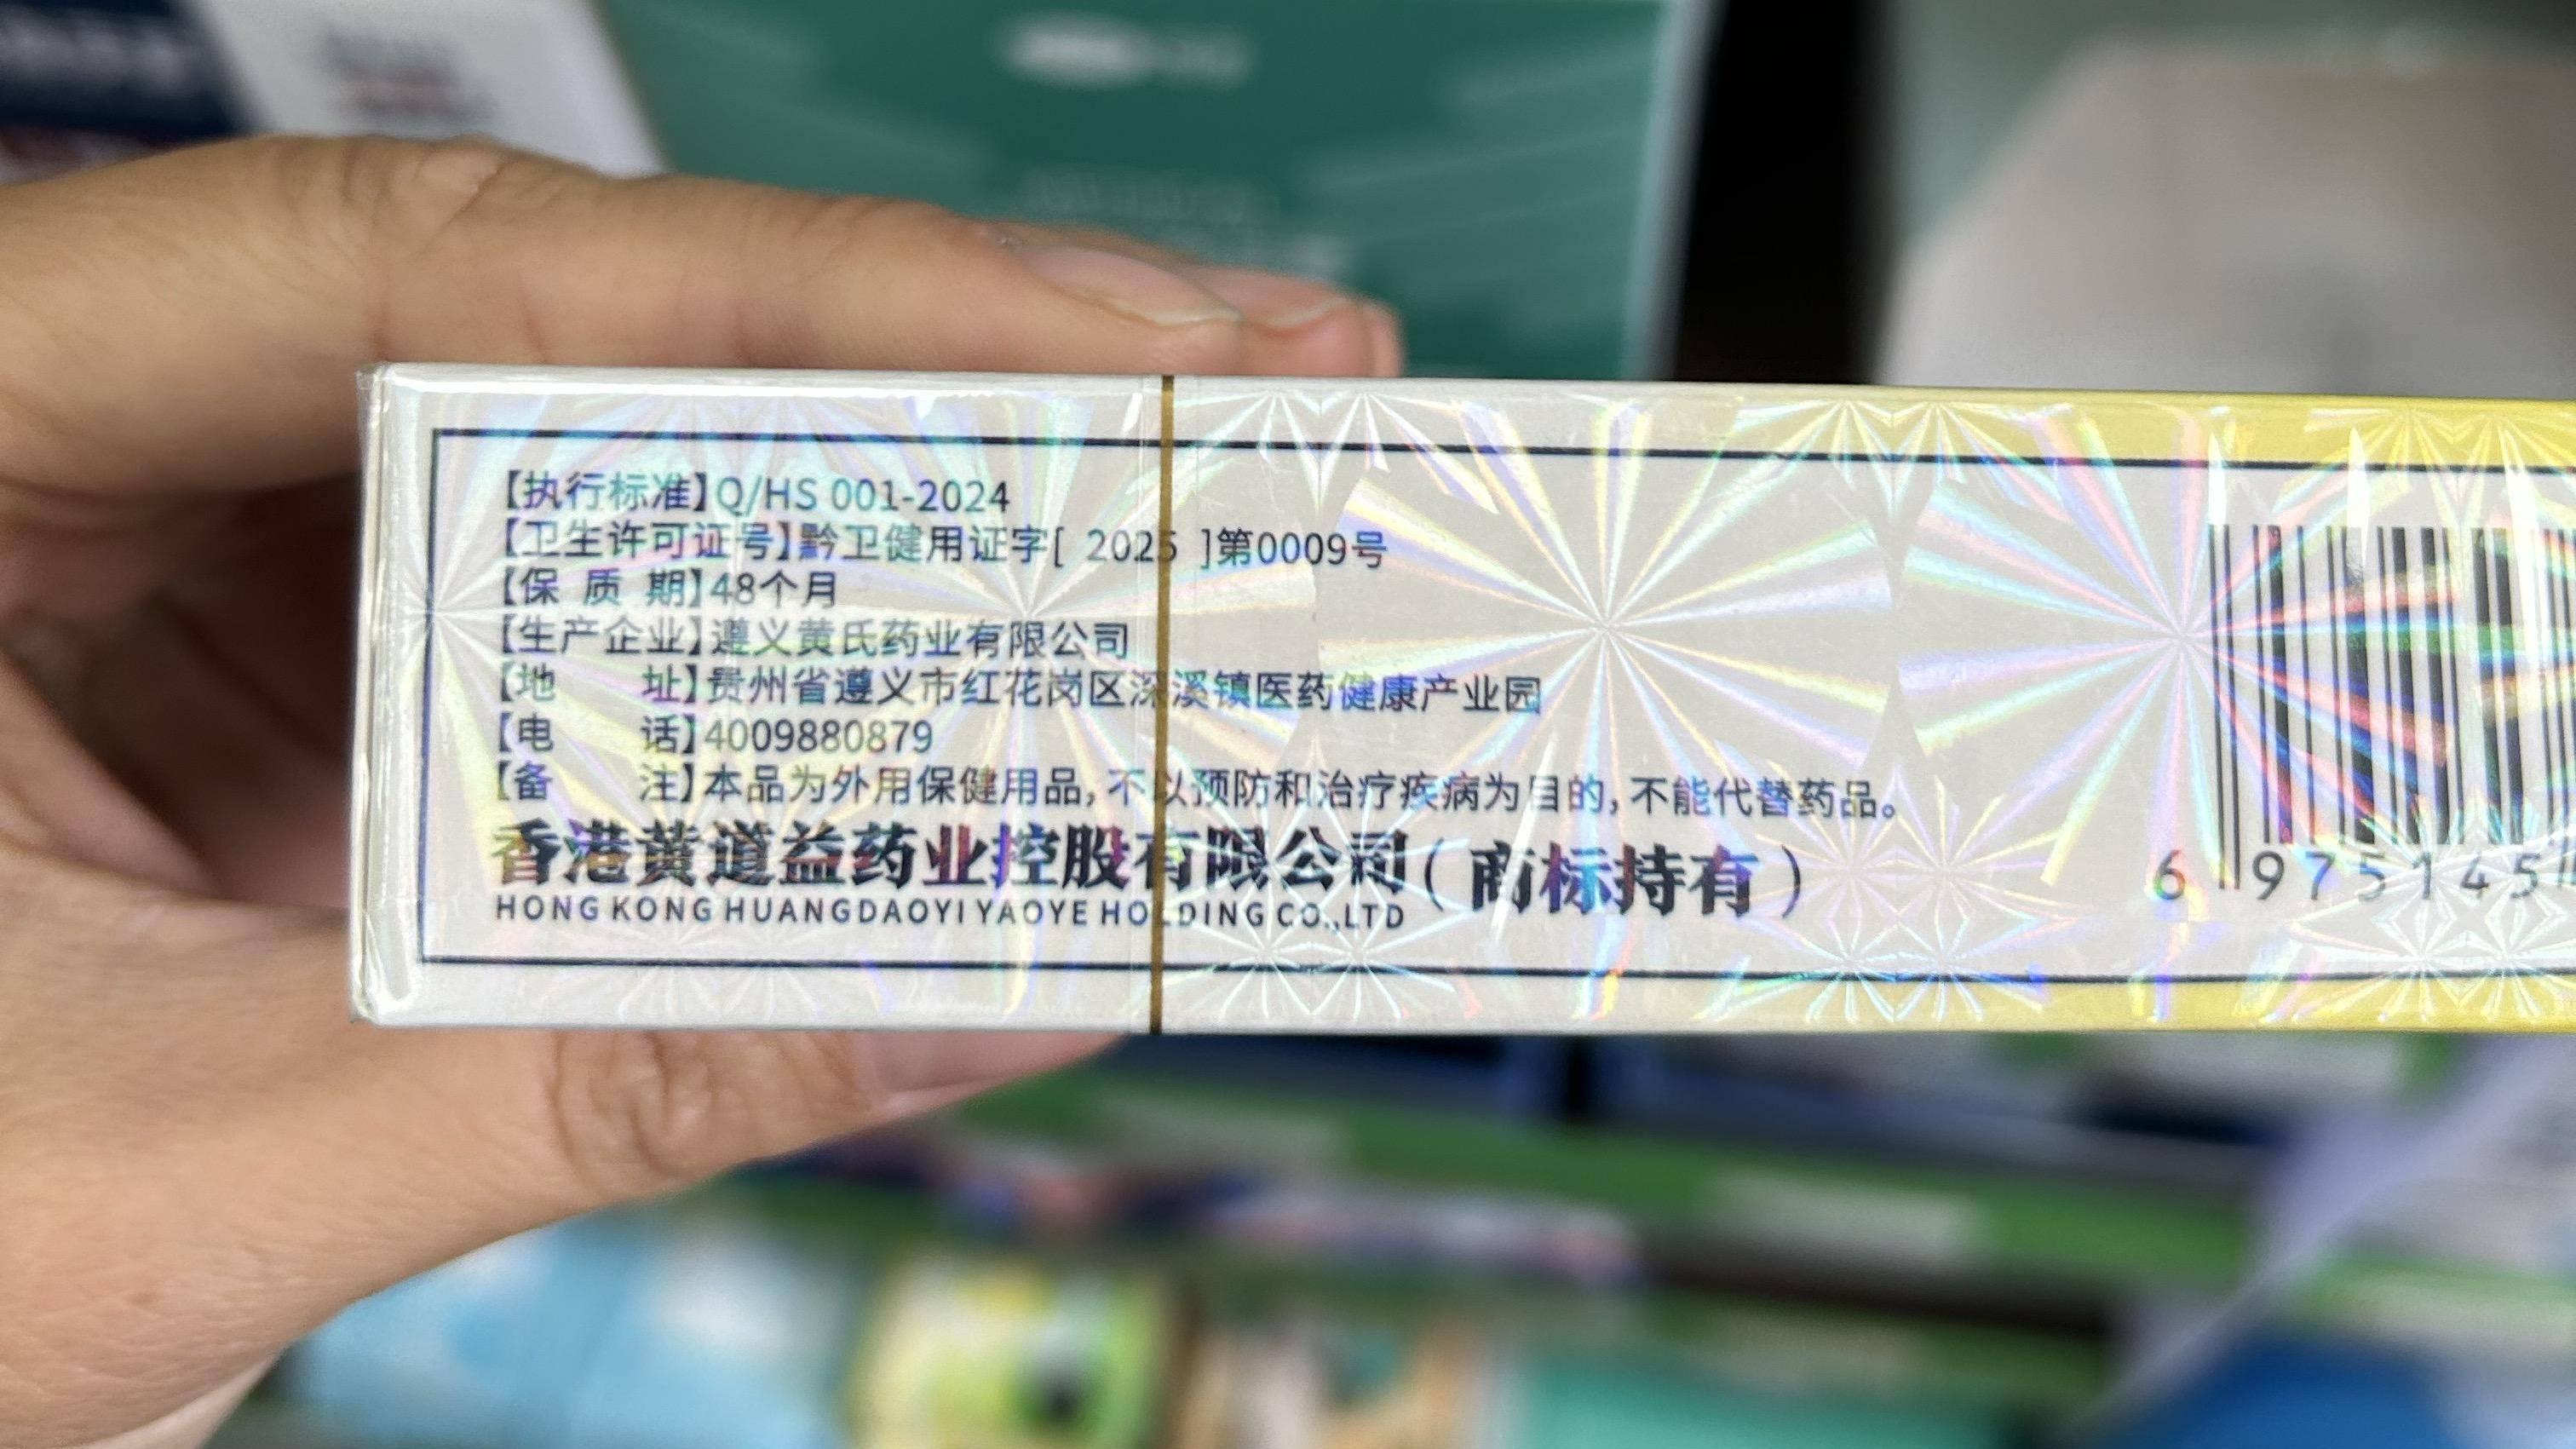 【执行标准】Q/HS 001-2024
【卫生许可证号】黔卫健用证字[ 2025 ]第0009号
【保 质 期】48个月
【生产企业】遵义黄氏药业有限公司
【地 址】贵州省遵义市红花岗区深溪镇医药健康产业园
【电 话】4009880879
【备 注】本品为外用保健用品,不以预防和治疗疾病为目的,不能代替药品。
香港黄道益药业控股有限公司(商标持有)
HONG KONG HUANGDAOYI YAOYE HOLDING CO.,LTD
6 975145